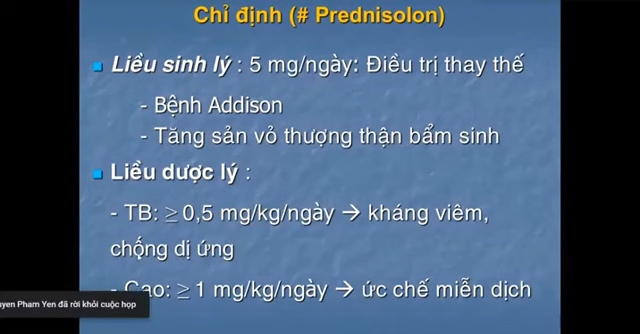 Chỉ định (# Prednisolon)
Liều sinh lý : 5 mg/ngày: Điều trị thay thế
- Bệnh Addison
- Tăng sản vỏ thượng thận bẩm sinh
Liều dược lý :
- TB: ≥ 0,5 mg/kg/ngày → kháng viêm,
chống dị ứng
- Cao: ≥ 1 mg/kg/ngày → ức chế miễn dịch
uyen Pham Yen đã rời khỏi cuộc họp